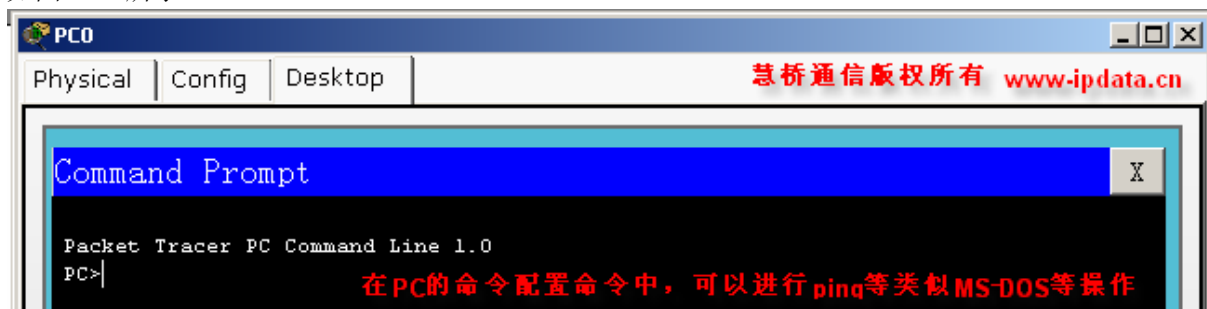 PC0
Physical Config Desktop
慧桥通信版权所有 www.ipdata.cn
Command Prompt X
Packet Tracer PC Command Line 1.0
PC>
在PC的命令配置命令中，可以进行ping等类似MS-DOS等操作